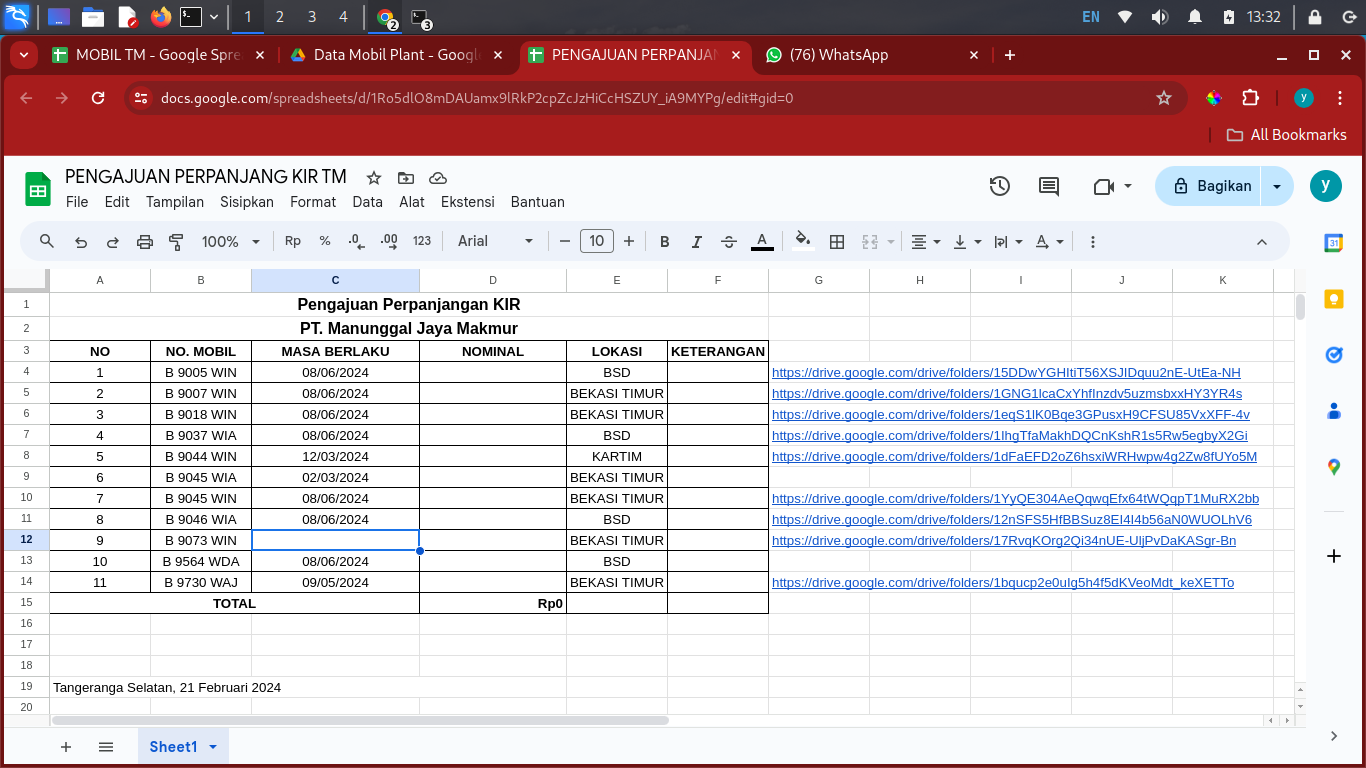 1 2 3 4 2 3 EN 13:32
MOBIL TM - Google Spre
Data Mobil Plant - Google
PENGAJUAN PERPANJAN
(76) WhatsApp
docs.google.com/spreadsheets/d/1Ro5dlO8mDAUamx9lRkP2cpZcJzHiCcHSZUY_iA9MYPg/edit#gid=0
y
All Bookmarks
PENGAJUAN PERPANJANG KIR TM
File Edit Tampilan Sisipkan Format Data Alat Ekstensi Bantuan
Bagikan
y
100% Rp % .0 .00 123 Arial 10 B I A
31
A B C D E F G H I J K
1 Pengajuan Perpanjangan KIR
2 PT. Manunggal Jaya Makmur
3 NO NO. MOBIL MASA BERLAKU NOMINAL LOKASI KETERANGAN
4 1 B 9005 WIN 08/06/2024 BSD https://drive.google.com/drive/folders/15DDwYGHItiT56XSJIDquu2nE-UtEa-NH
5 2 B 9007 WIN 08/06/2024 BEKASI TIMUR https://drive.google.com/drive/folders/1GNG1lcaCxYhfInzdv5uzmsbxxHY3YR4s
6 3 B 9018 WIN 08/06/2024 BEKASI TIMUR https://drive.google.com/drive/folders/1eqS1lK0Bqe3GPusxH9CFSU85VxXFF-4v
7 4 B 9037 WIA 08/06/2024 BSD https://drive.google.com/drive/folders/1IhgTfaMakhDQCnKshR1s5Rw5egbyX2Gi
8 5 B 9044 WIN 12/03/2024 KARTIM https://drive.google.com/drive/folders/1dFaEFD2oZ6hsxiWRHwpw4g2Zw8fUYo5M
9 6 B 9045 WIA 02/03/2024 BEKASI TIMUR
10 7 B 9045 WIN 08/06/2024 BEKASI TIMUR https://drive.google.com/drive/folders/1YyQE304AeQqwqEfx64tWQqpT1MuRX2bb
11 8 B 9046 WIA 08/06/2024 BSD https://drive.google.com/drive/folders/12nSFS5HfBBSuz8EI4I4b56aN0WUOLhV6
12 9 B 9073 WIN BEKASI TIMUR https://drive.google.com/drive/folders/17RvqKOrg2Qi34nUE-UljPvDaKASgr-Bn
13 10 B 9564 WDA 08/06/2024 BSD
14 11 B 9730 WAJ 09/05/2024 BEKASI TIMUR https://drive.google.com/drive/folders/1bqucp2e0uIg5h4f5dKVeoMdt_keXETTo
15 TOTAL Rp0
16
17
18
19 Tangeranga Selatan, 21 Februari 2024
20
Sheet1